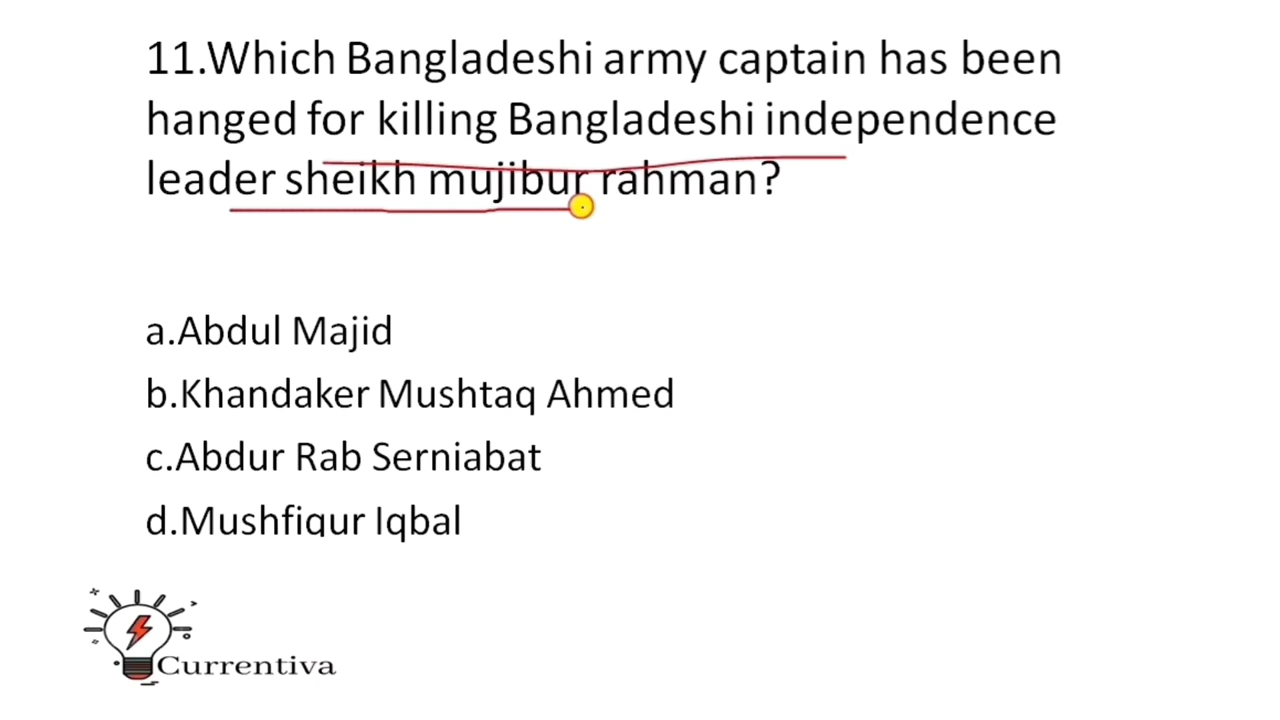 11.Which Bangladeshi army captain has been
hanged for killing Bangladeshi independence
leader sheikh mujibur rahman?
a.Abdul Majid
b.Khandaker Mushtaq Ahmed
c.Abdur Rab Serniabat
d.Mushfiqur Iqbal
Currentiva